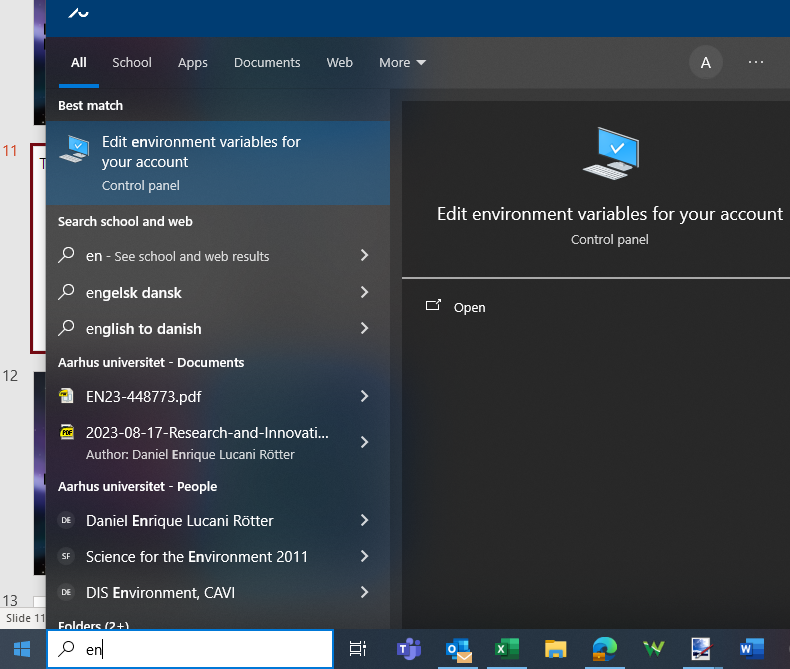 All School Apps Documents Web More A ...
Best match
Edit environment variables for
your account
Control panel
Search school and web
en - See school and web results
engelsk dansk
english to danish
Aarhus universitet - Documents
EN23-448773.pdf
PDF
2023-08-17-Research-and-Innovati...
Author: Daniel Enrique Lucani Rötter
Aarhus universitet - People
DE Daniel Enrique Lucani Rötter
SF Science for the Environment 2011
DE DIS Environment, CAVI
Folders (2+)
Edit environment variables for your account
Control panel
Open
11
T
12
13
Slide 11
en